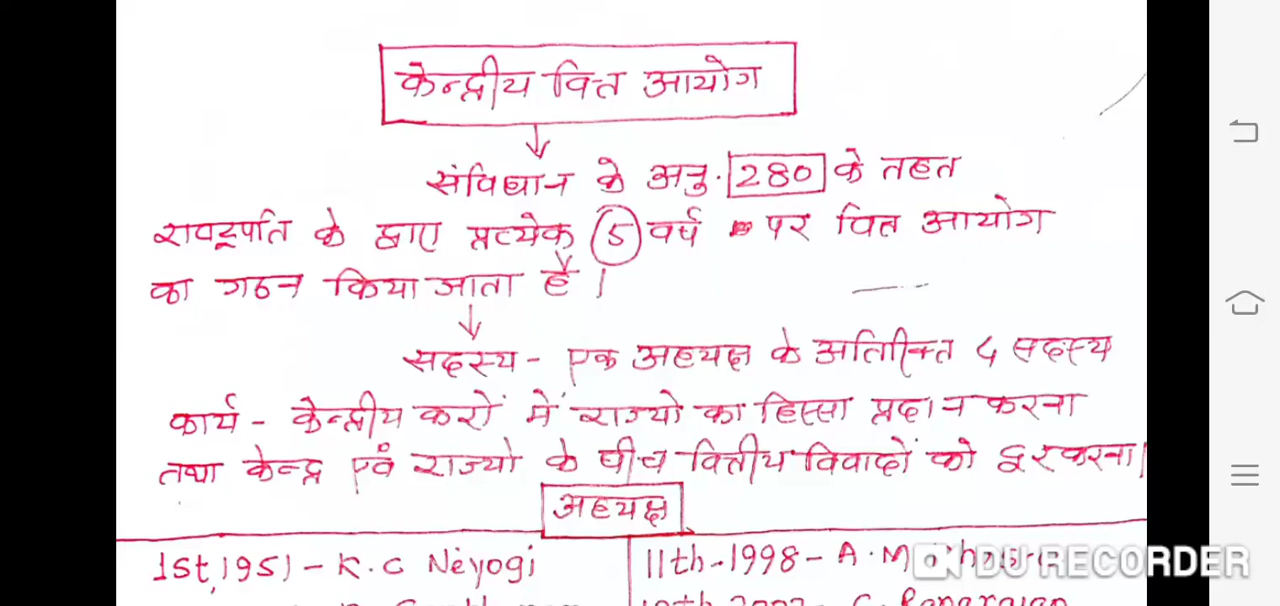 केन्द्रीय वित्त आयोग
संविधान के अनु. 280 के तहत
राष्ट्रपति के द्वारा प्रत्येक 5 वर्ष पर वित्त आयोग
का गठन किया जाता है।
सदस्य - एक अध्यक्ष के अतिरिक्त 4 सदस्य
कार्य - केन्द्रीय करों में राज्यो का हिस्सा प्रदान करना
तथा केन्द्र एवं राज्यो के बीच वित्तीय विवादों को दूर करना।
अध्यक्ष
1st, 1951 - K. C Neyogi
11th - 1998 - A.M
DU RECORDER